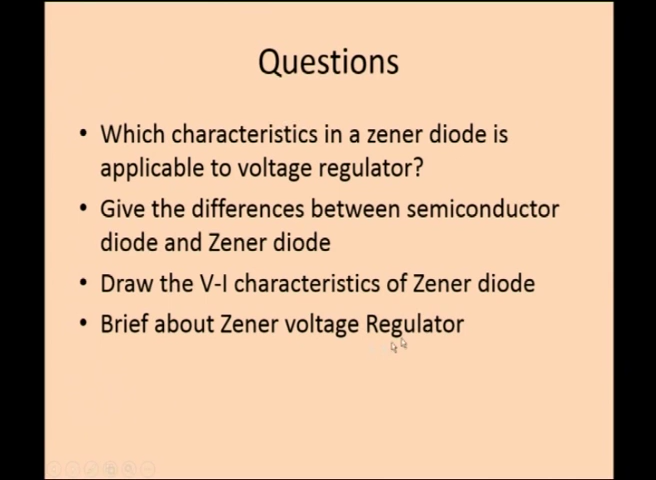 Questions
• Which characteristics in a zener diode is
applicable to voltage regulator?
• Give the differences between semiconductor
diode and Zener diode
• Draw the V-I characteristics of Zener diode
• Brief about Zener voltage Regulator